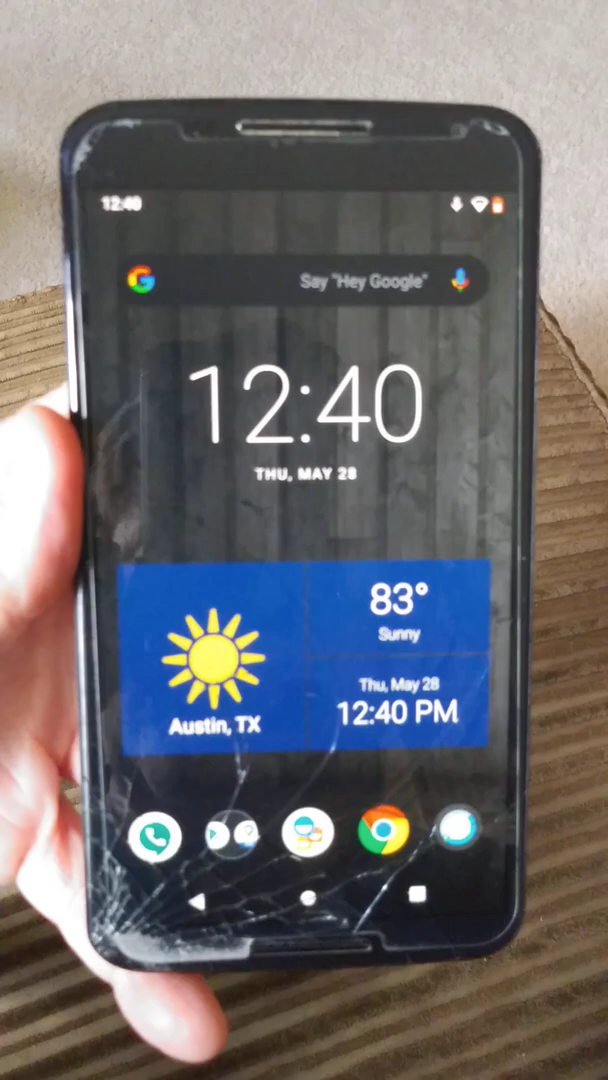 12:40
Say "Hey Google"
12:40
THU, MAY 28
83°
Sunny
Austin, TX
Thu, May 28
12:40 PM